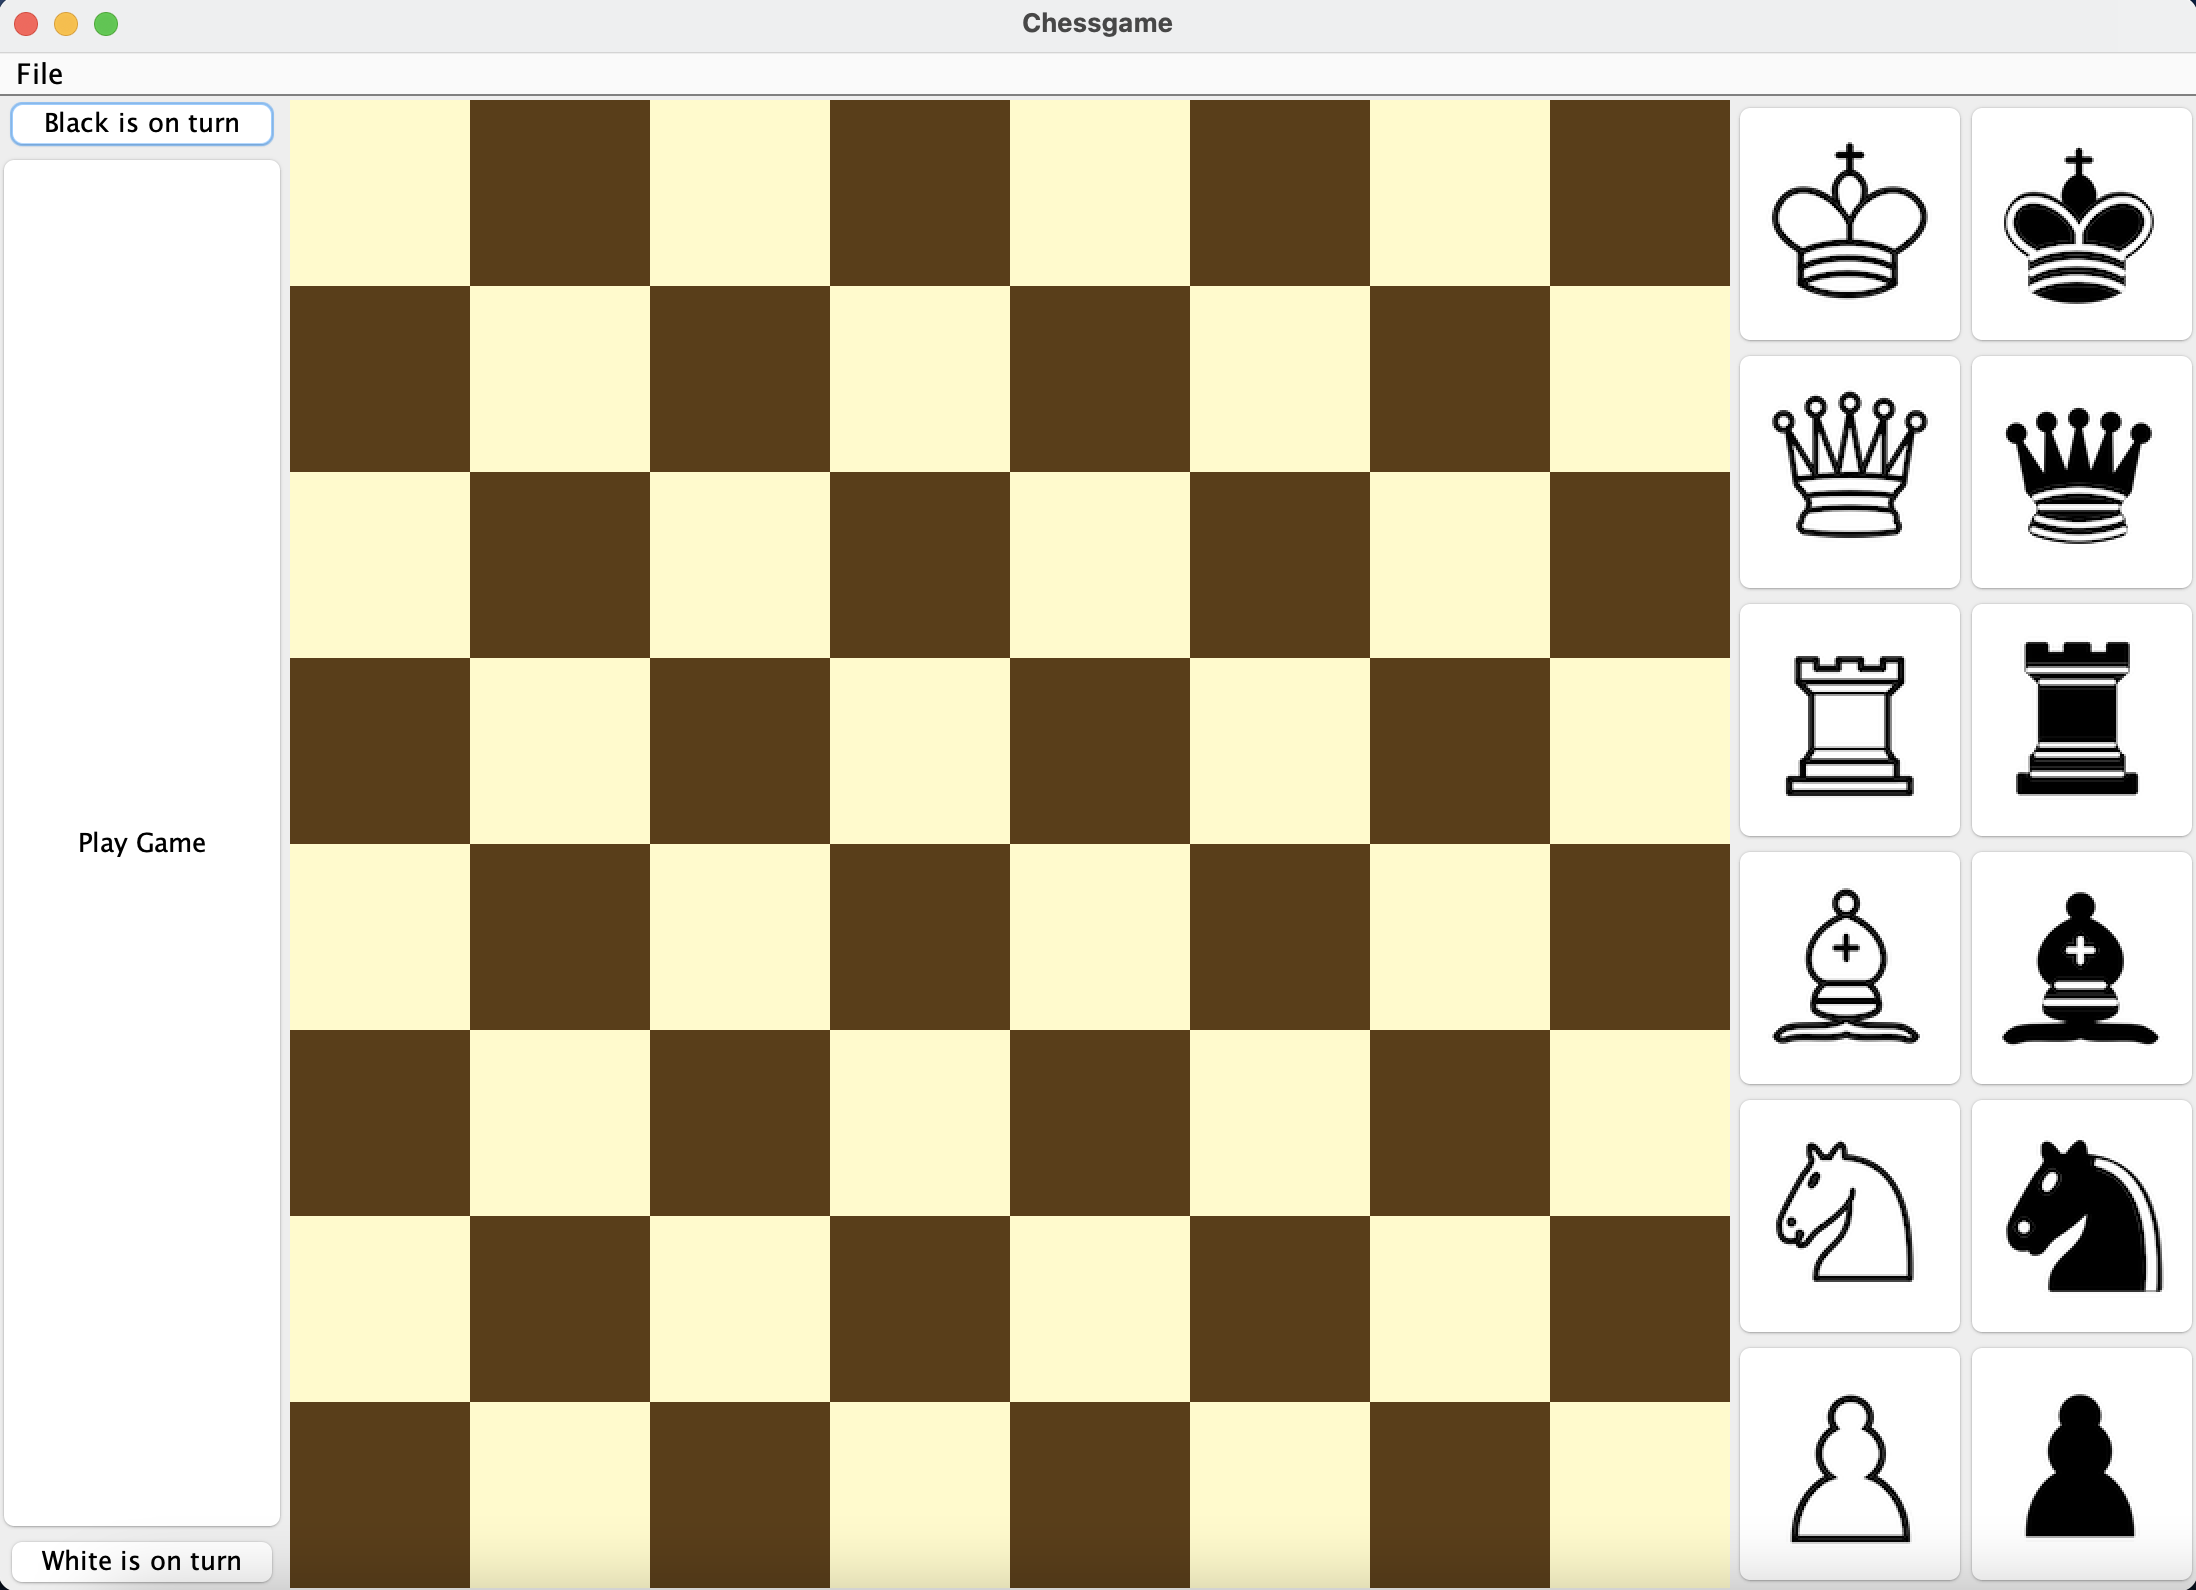 Chessgame
File
Black is on turn
Play Game
White is on turn